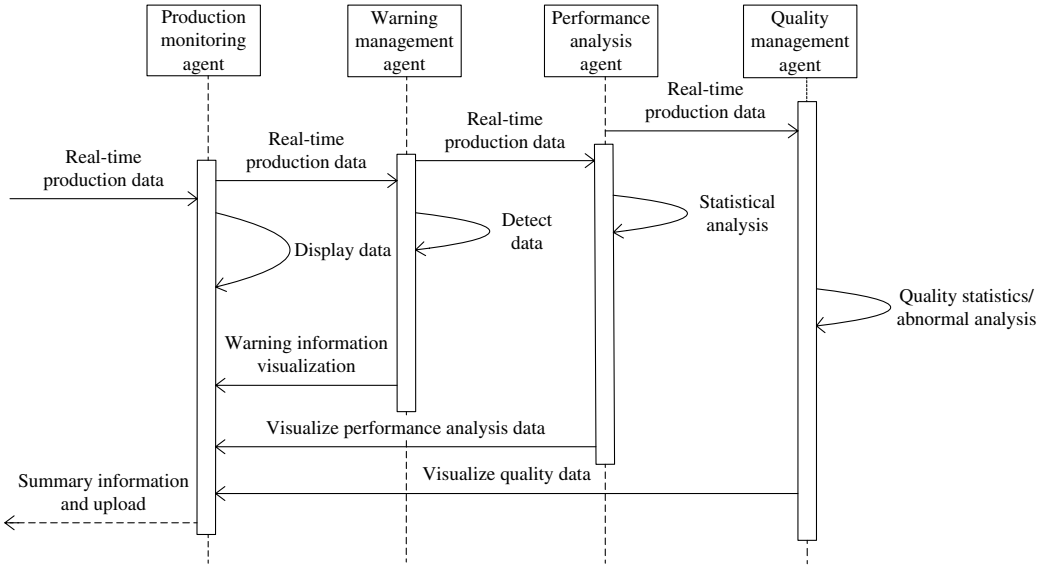 Production
monitoring
agent
Warning
management
agent
Performance
analysis
agent
Quality
management
agent
Real-time
production data
Real-time
production data
Real-time
production data
Real-time
production data
Display data
Detect
data
Statistical
analysis
Quality statistics/
abnormal analysis
Warning information
visualization
Visualize performance analysis data
Visualize quality data
Summary information
and upload